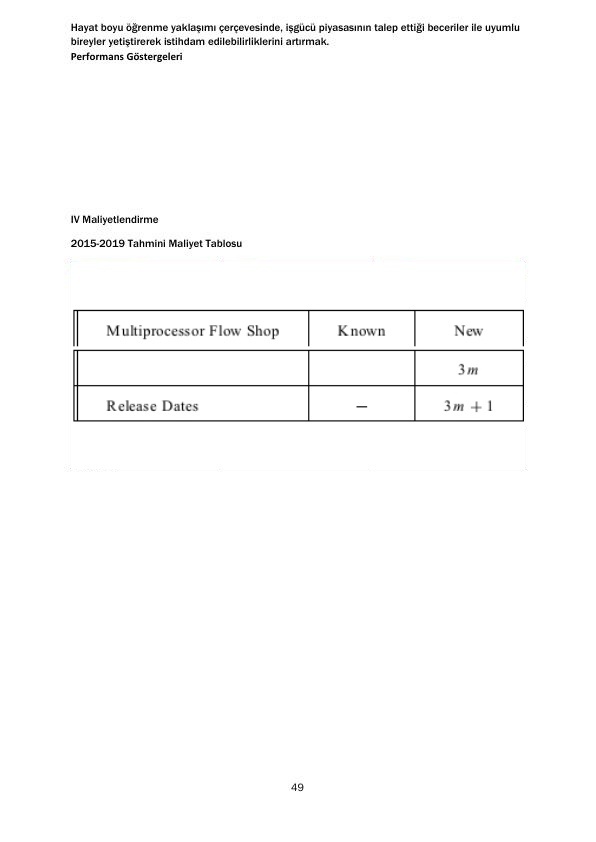 Hayat boyu öğrenme yaklaşımı çerçevesinde, işgücü piyasasının talep ettiği beceriler ile uyumlu
bireyler yetiştirerek istihdam edilebilirliklerini artırmak.
Performans Göstergeleri
IV Maliyetlendirme
2015-2019 Tahmini Maliyet Tablosu
Multiprocessor Flow Shop Known New
3m
Release Dates — 3m + 1
49